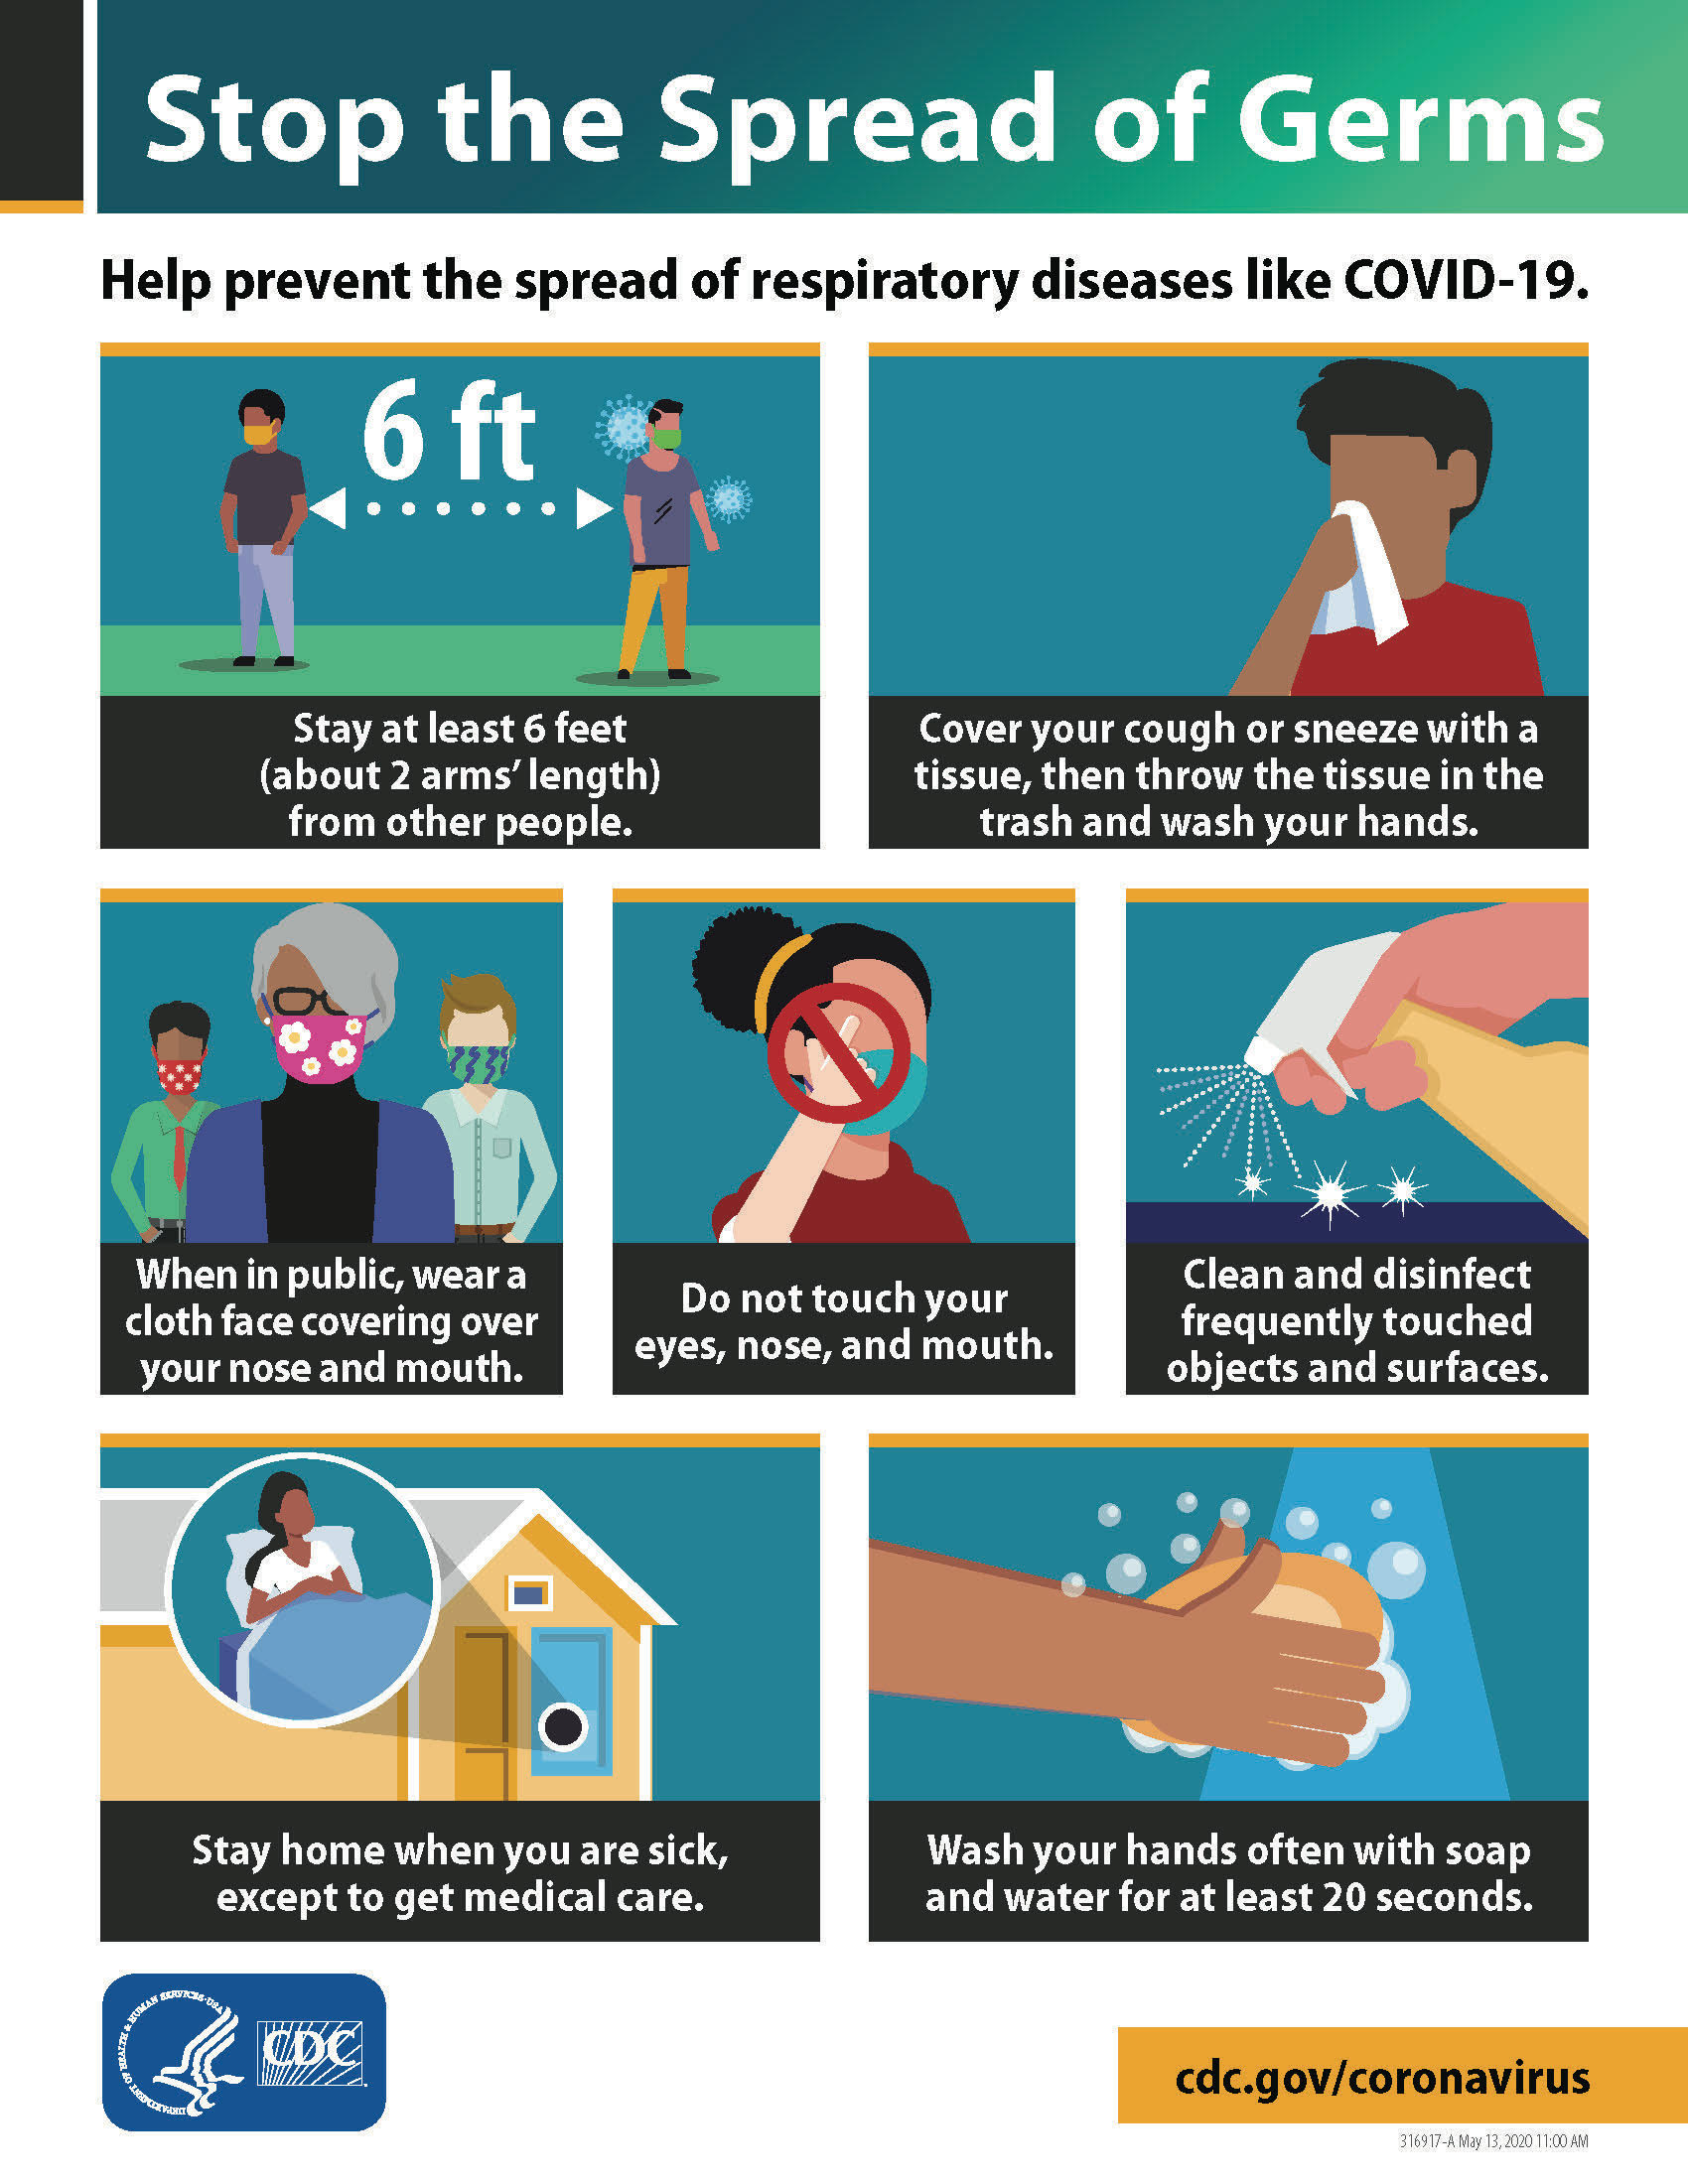 Stop the Spread of Germs
Help prevent the spread of respiratory diseases like COVID-19.
6 ft
Stay at least 6 feet
(about 2 arms’ length)
from other people.
Cover your cough or sneeze with a
tissue, then throw the tissue in the
trash and wash your hands.
When in public, wear a
cloth face covering over
your nose and mouth.
Do not touch your
eyes, nose, and mouth.
Clean and disinfect
frequently touched
objects and surfaces.
Stay home when you are sick,
except to get medical care.
Wash your hands often with soap
and water for at least 20 seconds.
DEPARTMENT OF HEALTH & HUMAN SERVICES·USA
CDC
cdc.gov/coronavirus
316917-A May 13, 2020 11:00 AM